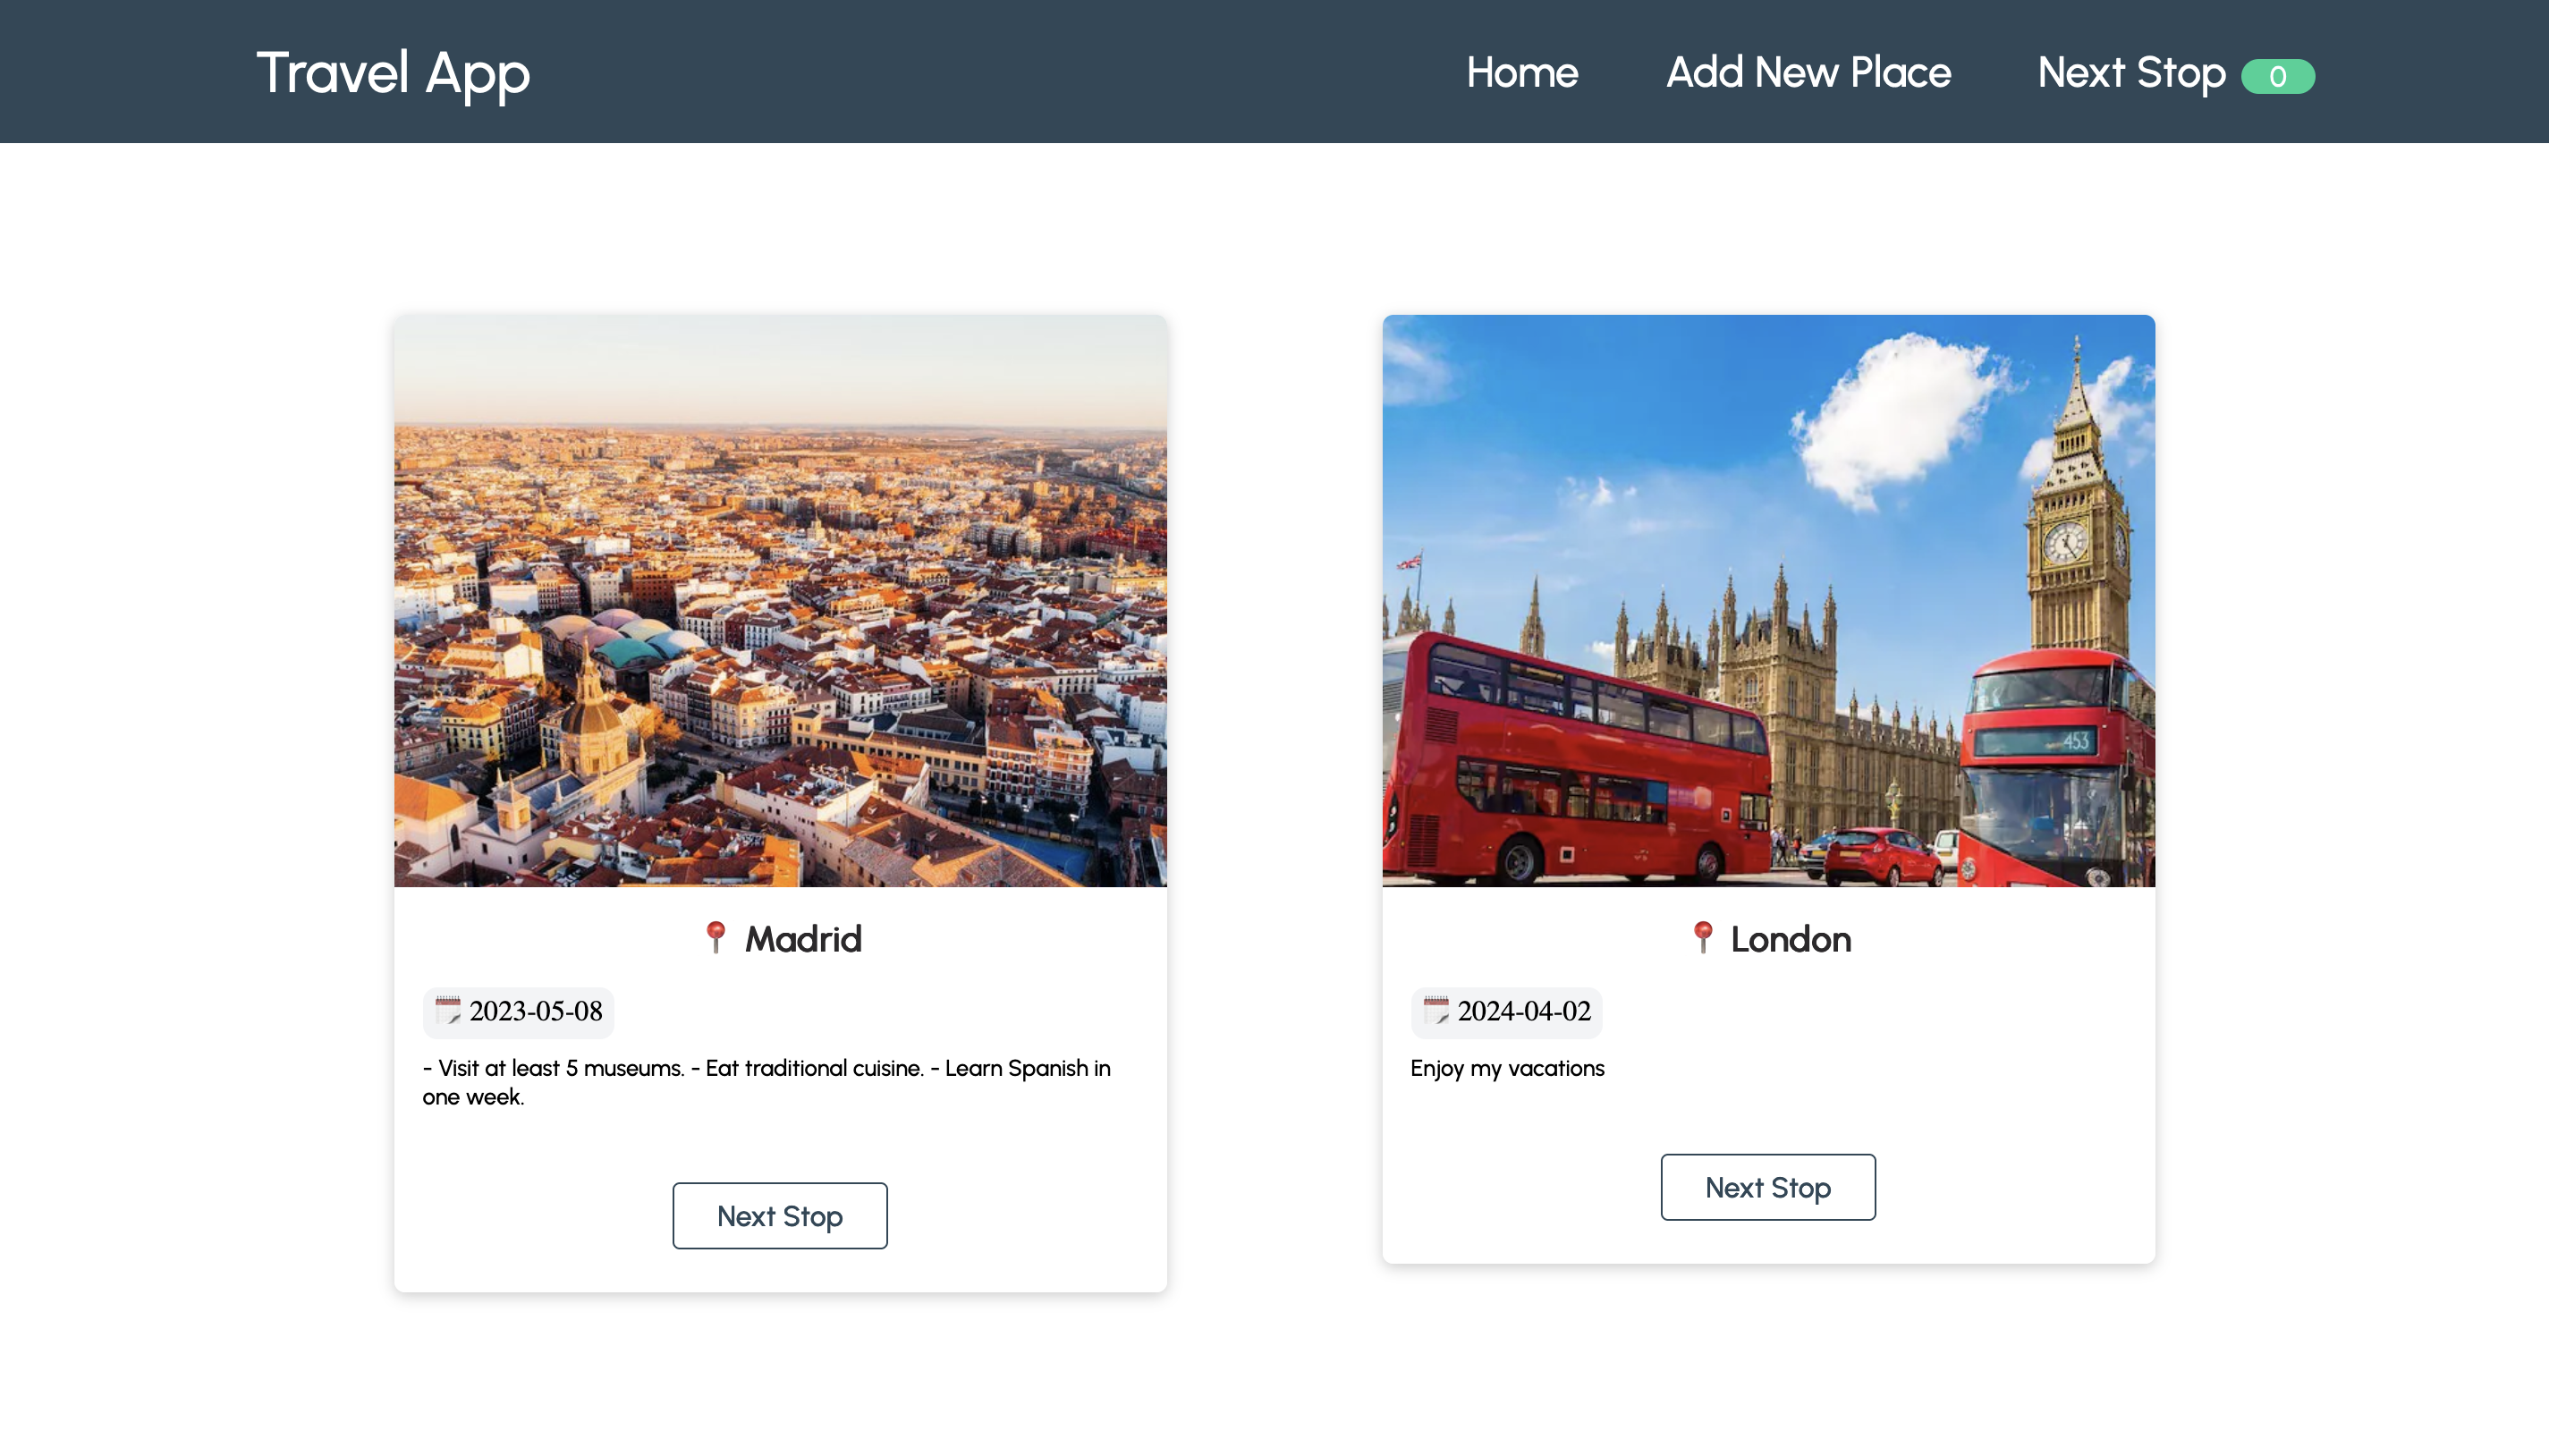 Travel App
Home
Add New Place
Next Stop 0
453
Madrid
2023-05-08
- Visit at least 5 museums. - Eat traditional cuisine. - Learn Spanish in
one week.
Next Stop
London
2024-04-02
Enjoy my vacations
Next Stop